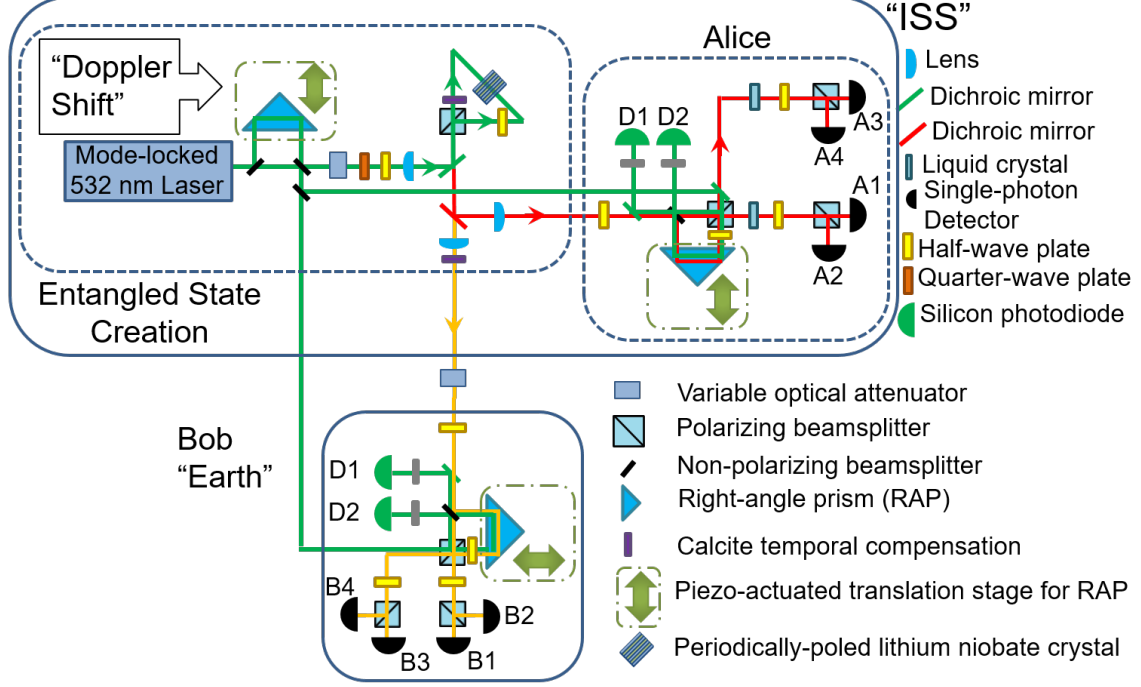 “ISS”
“Doppler
Shift”
Mode-locked
532 nm Laser
Entangled State
Creation
Alice
D1 D2
A3
A4
A1
A2
Lens
Dichroic mirror
Dichroic mirror
Liquid crystal
Single-photon
Detector
Half-wave plate
Quarter-wave plate
Silicon photodiode
Bob
“Earth”
D1
D2
B4
B3
B1
B2
Variable optical attenuator
Polarizing beamsplitter
Non-polarizing beamsplitter
Right-angle prism (RAP)
Calcite temporal compensation
Piezo-actuated translation stage for RAP
Periodically-poled lithium niobate crystal